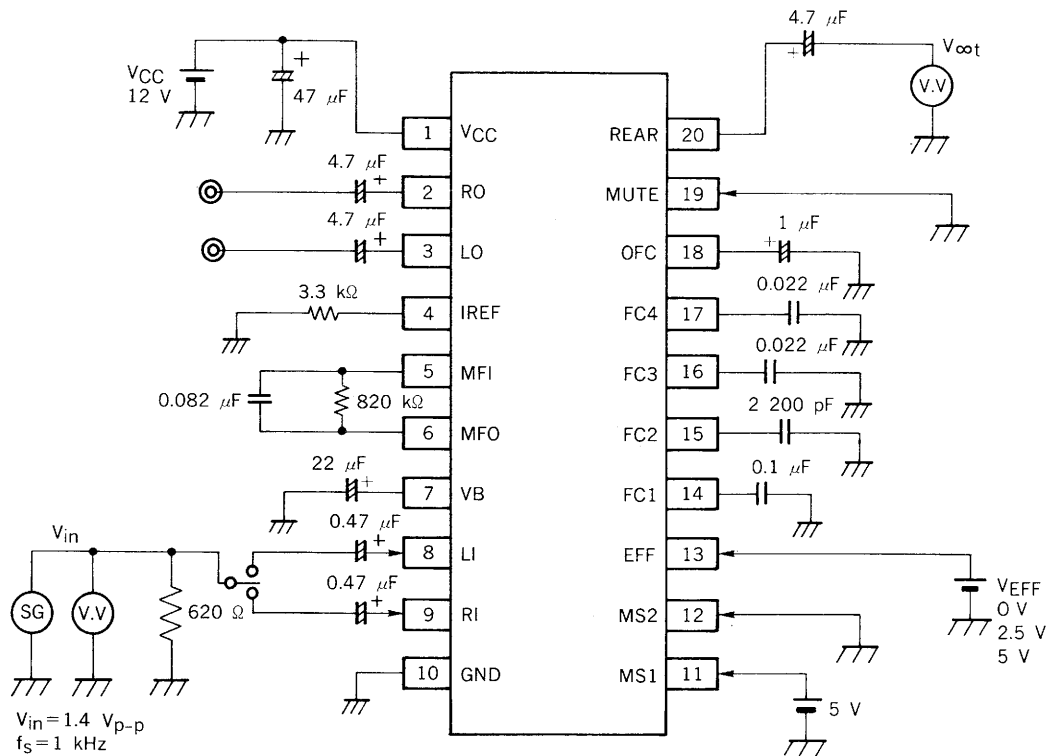 4.7 μF
V∞t
V.V
VCC
12 V
+
47 μF
1 VCC
REAR 20
4.7 μF
+
2 RO
MUTE 19
4.7 μF
+
3 LO
1 μF
+
OFC 18
3.3 kΩ
4 IREF
0.022 μF
FC4 17
0.022 μF
5 MFI
FC3 16
0.082 μF
820 kΩ
2 200 pF
6 MFO
FC2 15
22 μF
+
7 VB
0.1 μF
FC1 14
Vin
0.47 μF
+
8 LI
EFF 13
0.47 μF
+
SG
V.V
620 Ω
9 RI
MS2 12
VEFF
0 V
2.5 V
5 V
10 GND
MS1 11
5 V
Vin=1.4 Vp-p
fs=1 kHz
+